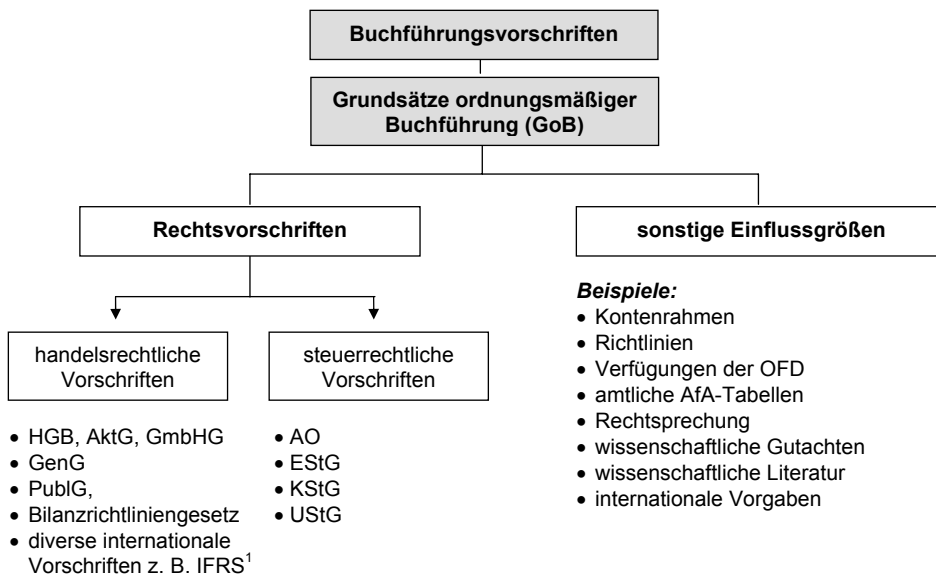 Buchführungsvorschriften
Grundsätze ordnungsmäßiger
Buchführung (GoB)
Rechtsvorschriften
sonstige Einflussgrößen
handelsrechtliche
Vorschriften
steuerrechtliche
Vorschriften
• HGB, AktG, GmbHG
• GenG
• PublG,
• Bilanzrichtliniengesetz
• diverse internationale
Vorschriften z. B. IFRS¹
• AO
• EStG
• KStG
• UStG
Beispiele:
• Kontenrahmen
• Richtlinien
• Verfügungen der OFD
• amtliche AfA-Tabellen
• Rechtsprechung
• wissenschaftliche Gutachten
• wissenschaftliche Literatur
• internationale Vorgaben